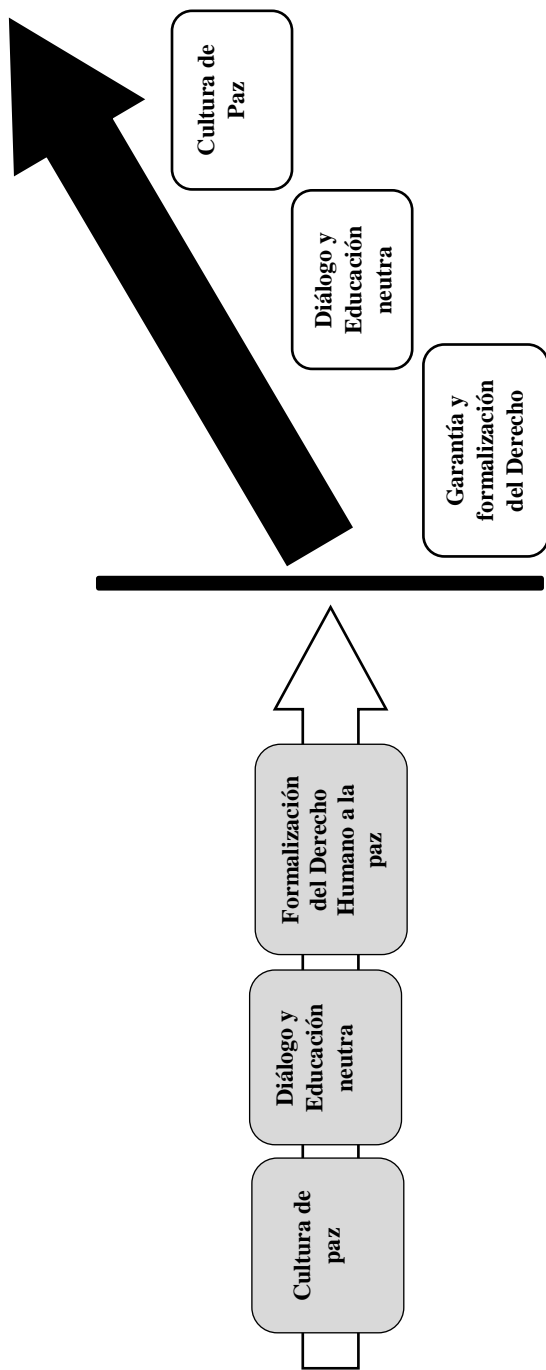 Cultura de
paz
Diálogo y
Educación
neutra
Formalización
del Derecho
Humano a la
paz
Garantía y
formalización
del Derecho
Diálogo y
Educación
neutra
Cultura de
Paz